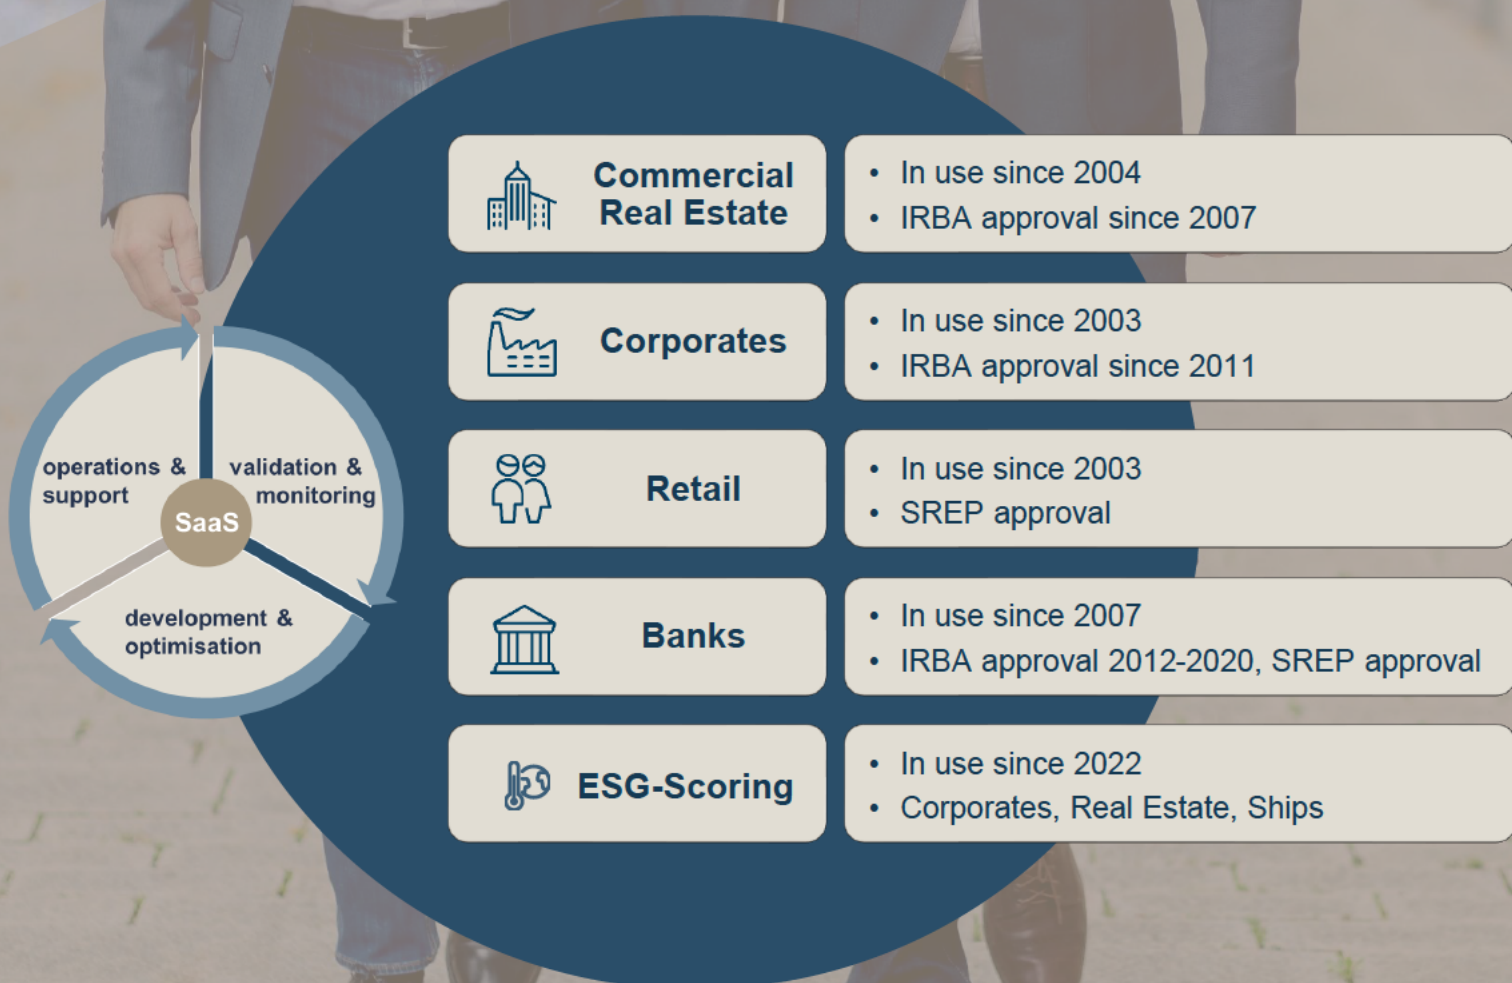 Commercial
Real Estate
• In use since 2004
• IRBA approval since 2007
Corporates
• In use since 2003
• IRBA approval since 2011
Retail
• In use since 2003
• SREP approval
Banks
• In use since 2007
• IRBA approval 2012-2020, SREP approval
ESG-Scoring
• In use since 2022
• Corporates, Real Estate, Ships
operations &
support
validation &
monitoring
SaaS
development &
optimisation